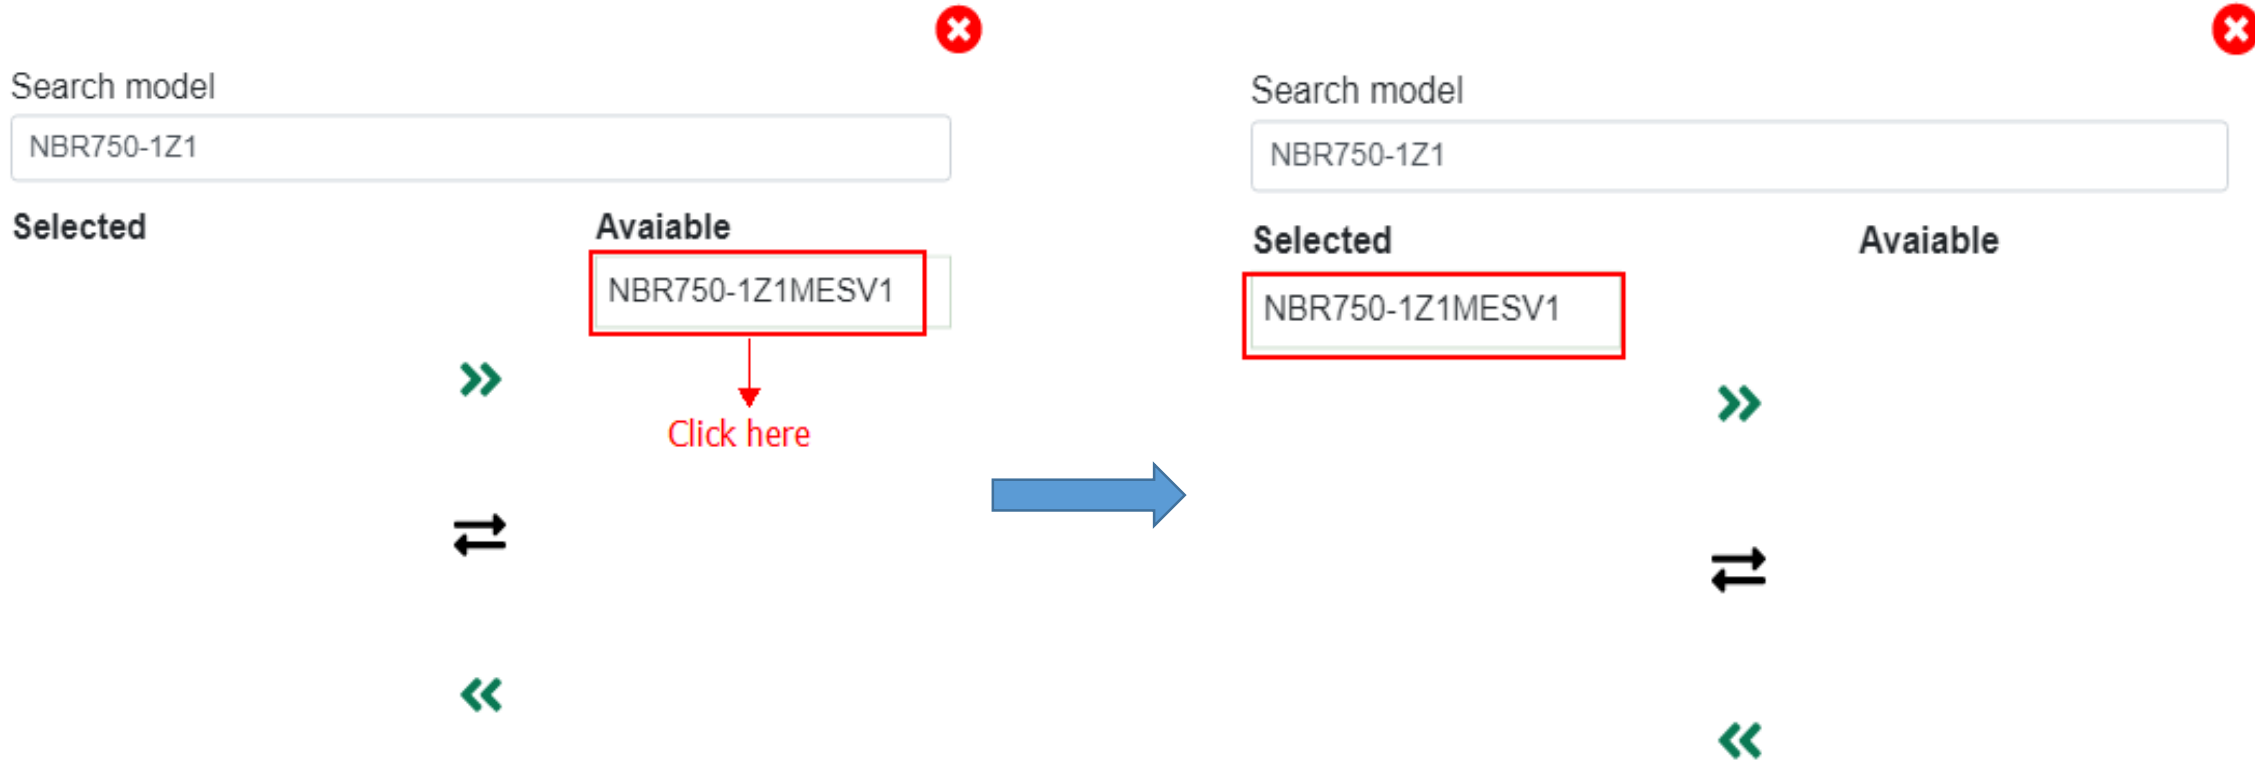 Search model
NBR750-1Z1
Selected
Avaiable
NBR750-1Z1MESV1
Click here
Search model
NBR750-1Z1
Selected
Avaiable
NBR750-1Z1MESV1